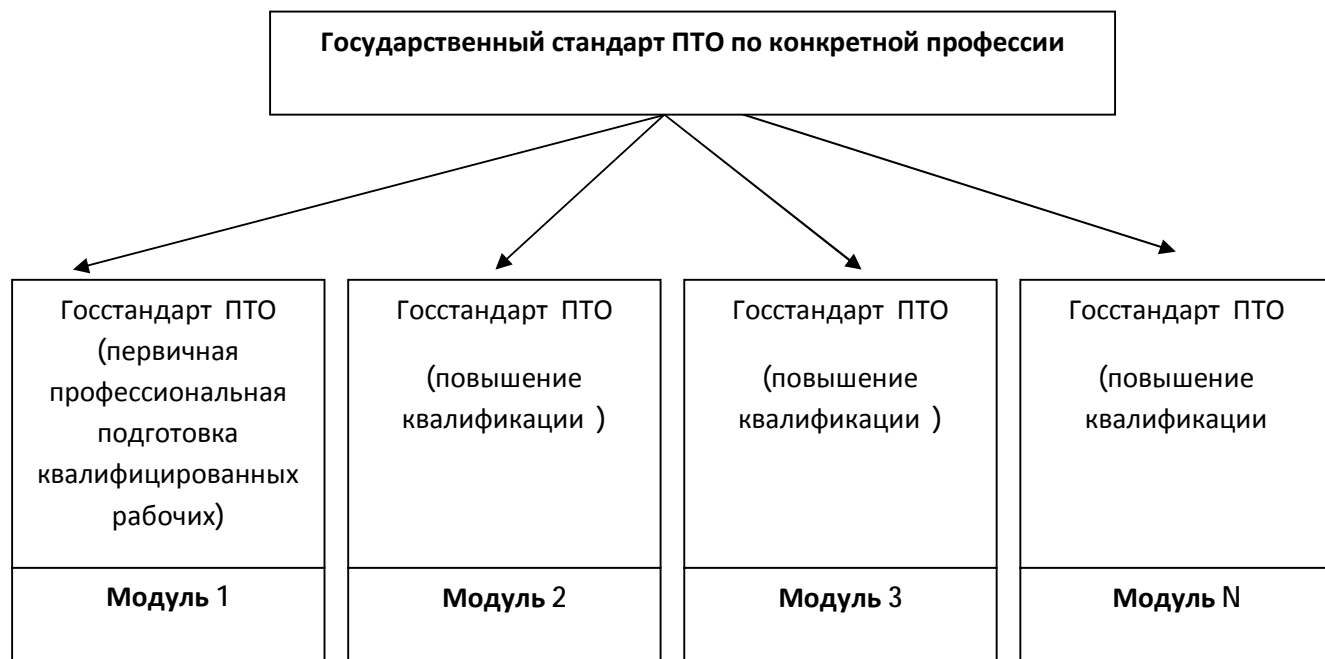 Государственный стандарт ПТО по конкретной профессии
Госстандарт ПТО
(первичная
профессиональная
подготовка
квалифицированных
рабочих)
Модуль 1
Госстандарт ПТО
(повышение
квалификации )
Модуль 2
Госстандарт ПТО
(повышение
квалификации )
Модуль 3
Госстандарт ПТО
(повышение
квалификации
Модуль N